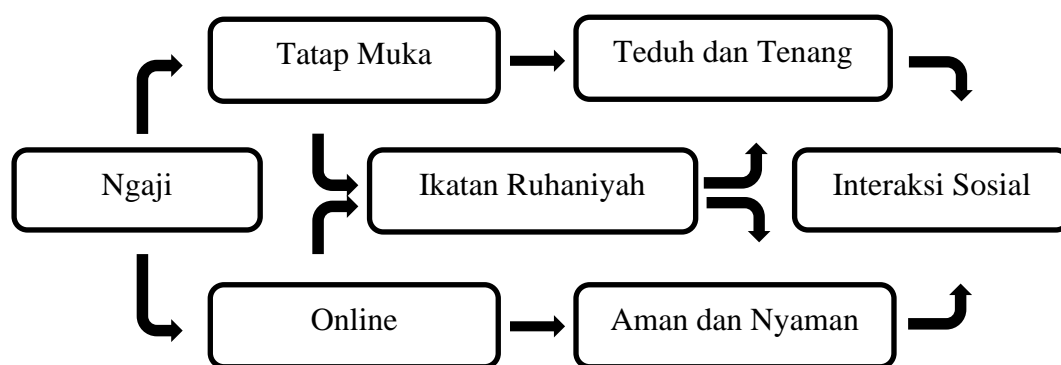 Tatap Muka
Teduh dan Tenang
Ngaji
Ikatan Ruhaniyah
Interaksi Sosial
Online
Aman dan Nyaman